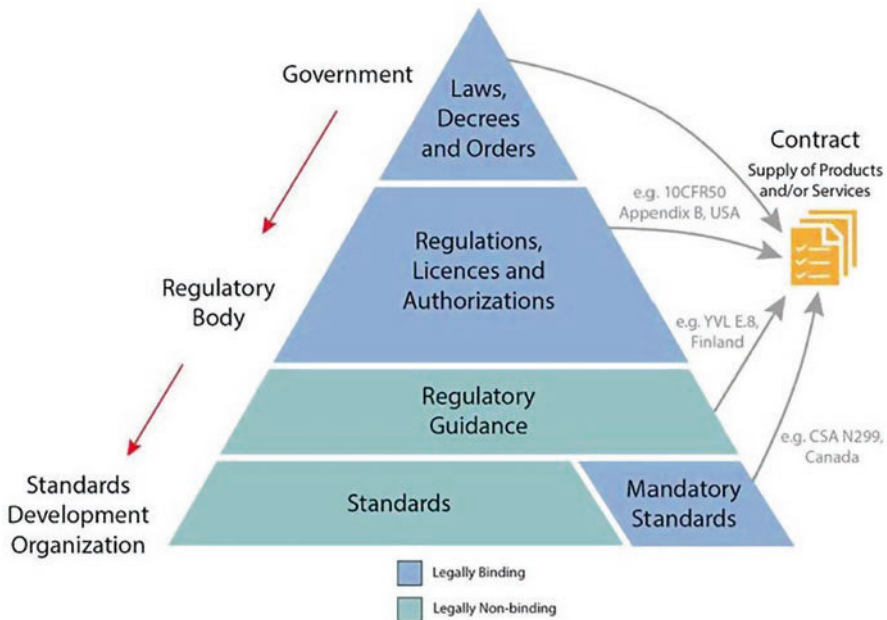 Government
Laws,
Decrees
and Orders
Contract
Supply of Products
and/or Services
e.g. 10CFR50
Appendix B, USA
Regulations,
Licences and
Authorizations
Regulatory
Body
e.g. YVL E.8,
Finland
Regulatory
Guidance
e.g. CSA N299,
Canada
Standards
Development
Organization
Standards
Mandatory
Standards
Legally Binding
Legally Non-binding